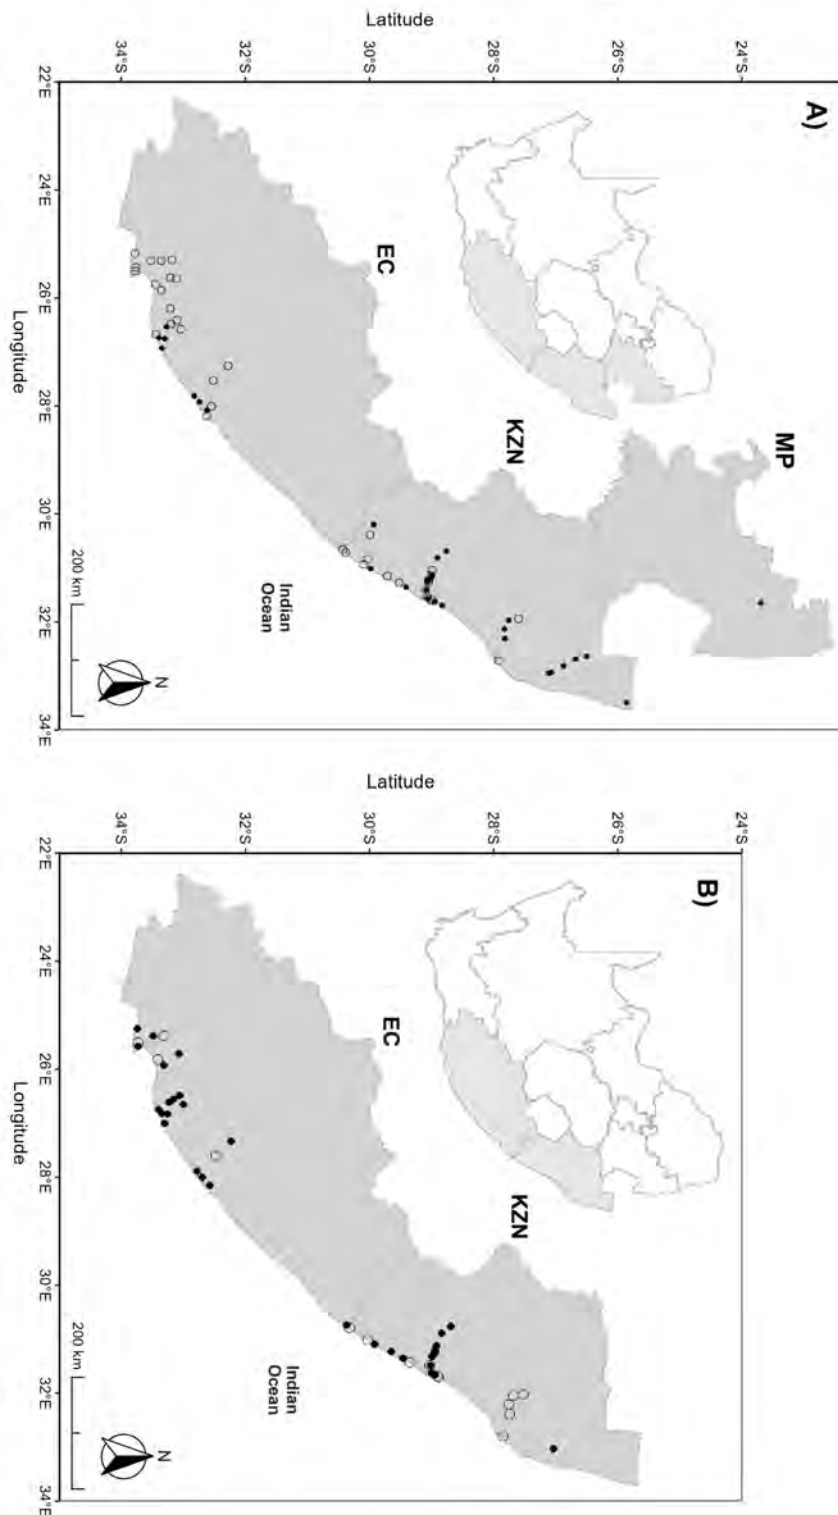 A)
MP
KZN
EC
Indian
Ocean
200 km
N
Latitude
24°S
26°S
28°S
30°S
32°S
34°S
22°E
24°E
26°E
28°E
30°E
32°E
34°E
Longitude
B)
KZN
EC
Indian
Ocean
200 km
N
Latitude
24°S
26°S
28°S
30°S
32°S
34°S
22°E
24°E
26°E
28°E
30°E
32°E
34°E
Longitude